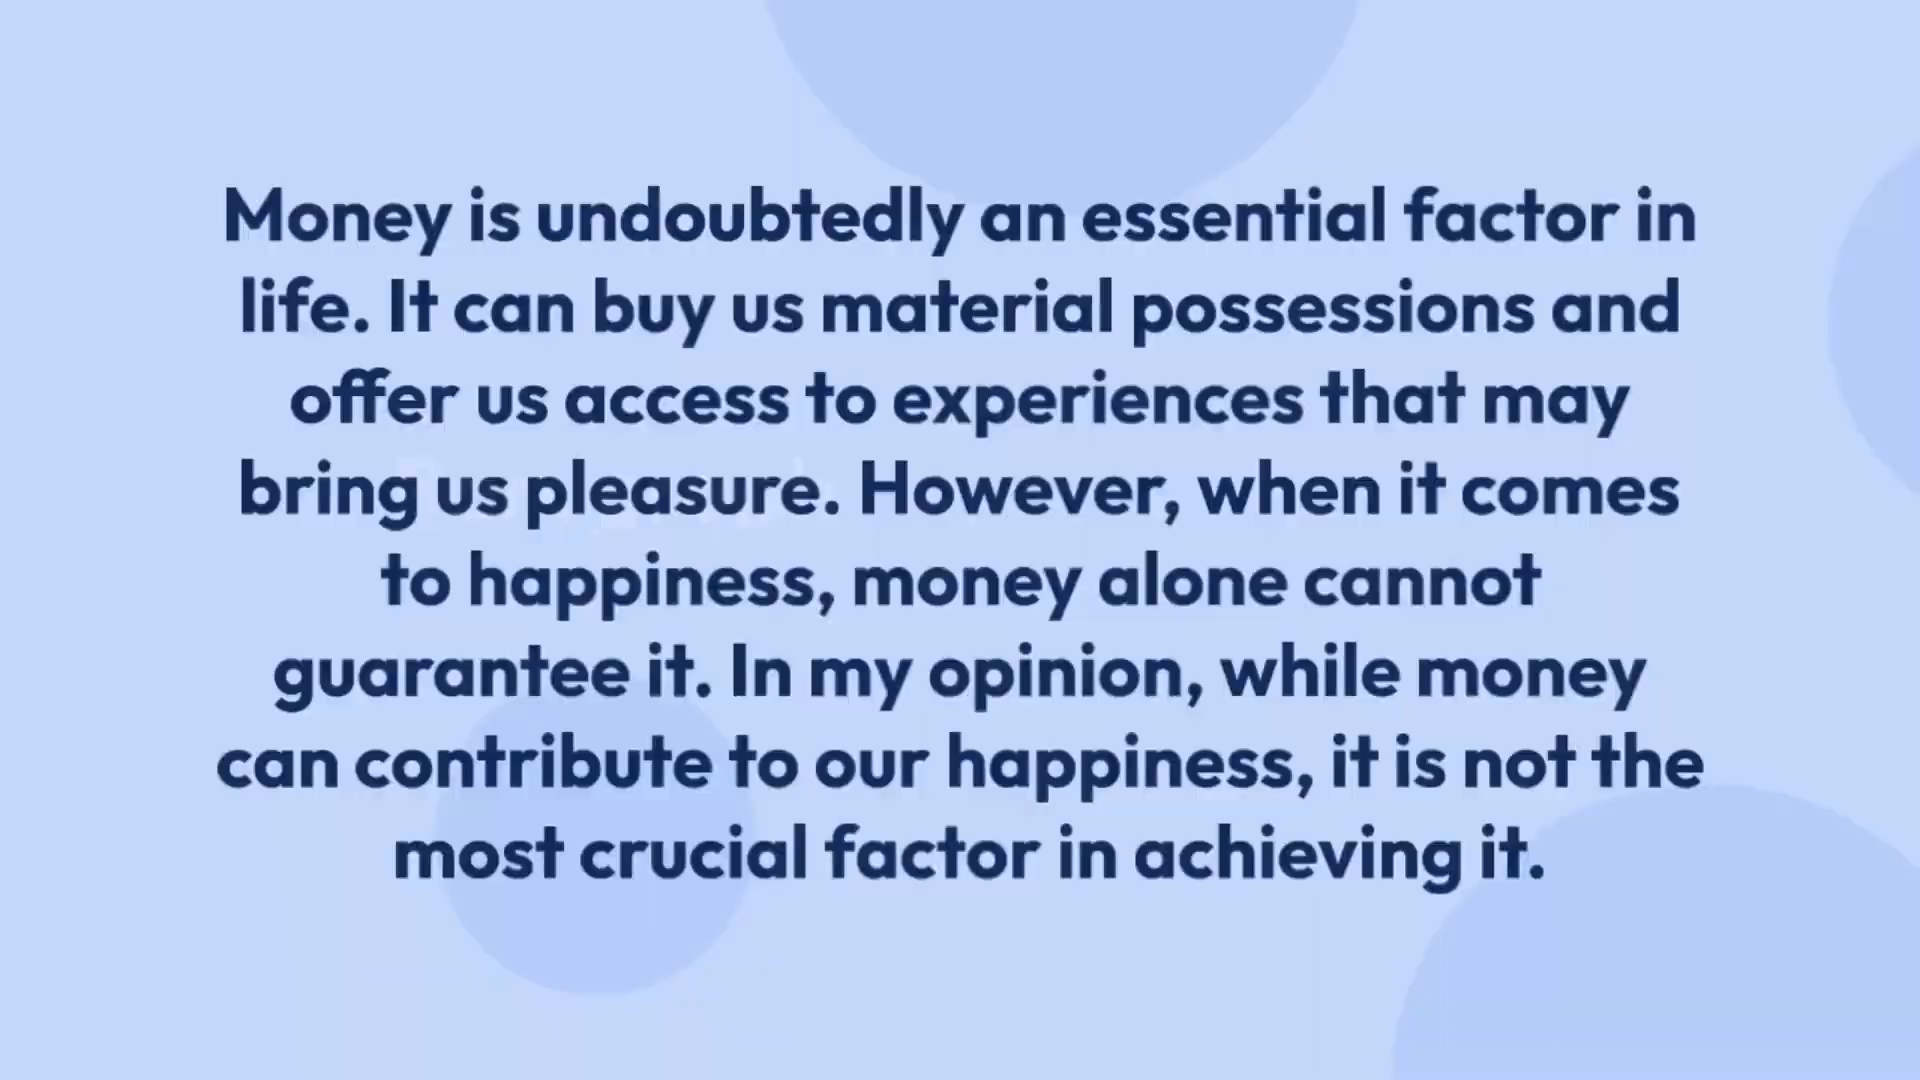 Money is undoubtedly an essential factor in
life. It can buy us material possessions and
offer us access to experiences that may
bring us pleasure. However, when it comes
to happiness, money alone cannot
guarantee it. In my opinion, while money
can contribute to our happiness, it is not the
most crucial factor in achieving it.